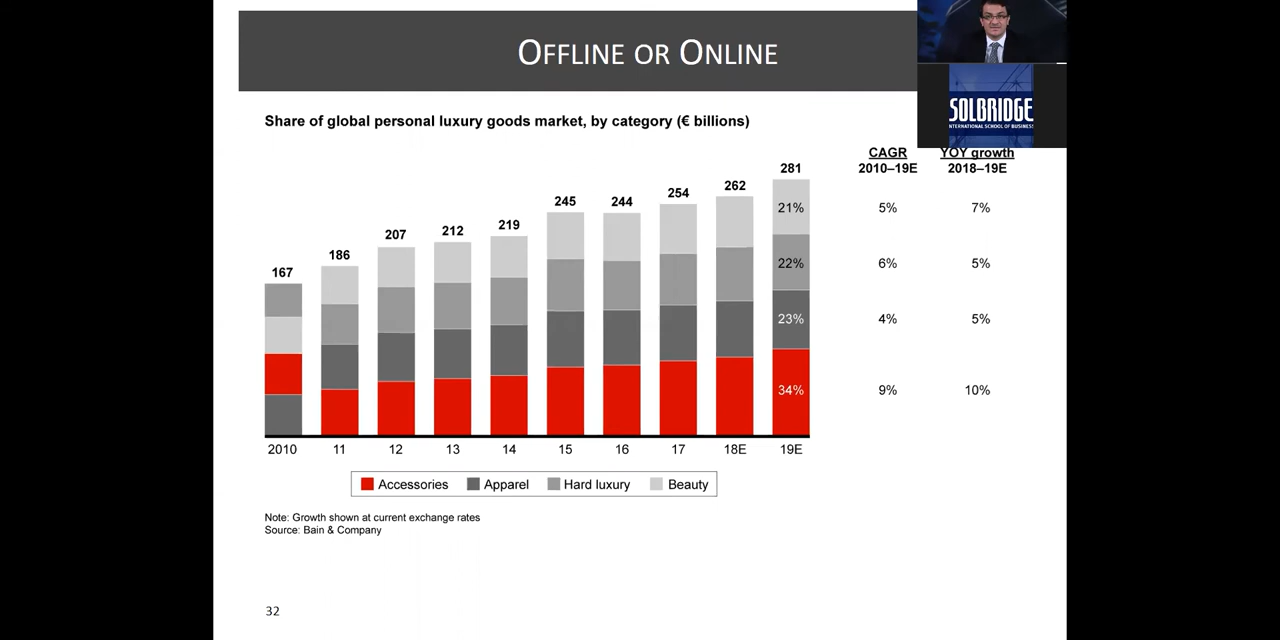 OFFLINE OR ONLINE
SOLBRIDGE
INTERNATIONAL SCHOOL OF BUSINESS
Share of global personal luxury goods market, by category (€ billions)
CAGR YOY growth
2010–19E 2018–19E
167 186 207 212 219 245 244 254 262 281
21% 5% 7%
22% 6% 5%
23% 4% 5%
34% 9% 10%
2010 11 12 13 14 15 16 17 18E 19E
Accessories Apparel Hard luxury Beauty
Note: Growth shown at current exchange rates
Source: Bain & Company
32